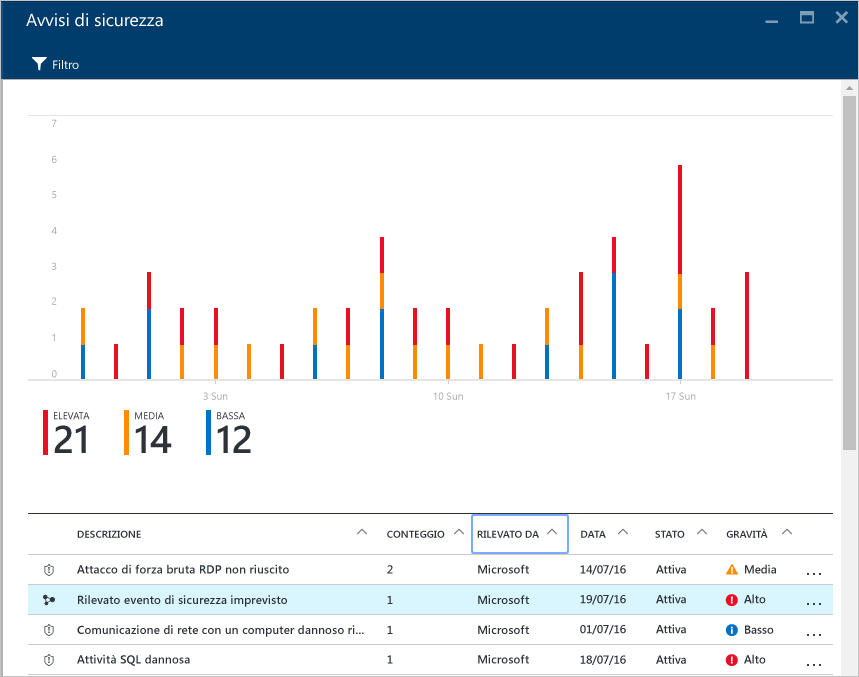 Avvisi di sicurezza
Filtro
7
6
5
4
3
2
1
0
3 Sun 10 Sun 17 Sun
ELEVATA MEDIA BASSA
21 14 12
DESCRIZIONE CONTEGGIO RILEVATO DA DATA STATO GRAVITÀ
Attacco di forza bruta RDP non riuscito 2 Microsoft 14/07/16 Attiva Media ...
Rilevato evento di sicurezza imprevisto 1 Microsoft 19/07/16 Attiva Alto ...
Comunicazione di rete con un computer dannoso ri... 1 Microsoft 01/07/16 Attiva Basso ...
Attività SQL dannosa 1 Microsoft 18/07/16 Attiva Alto ...